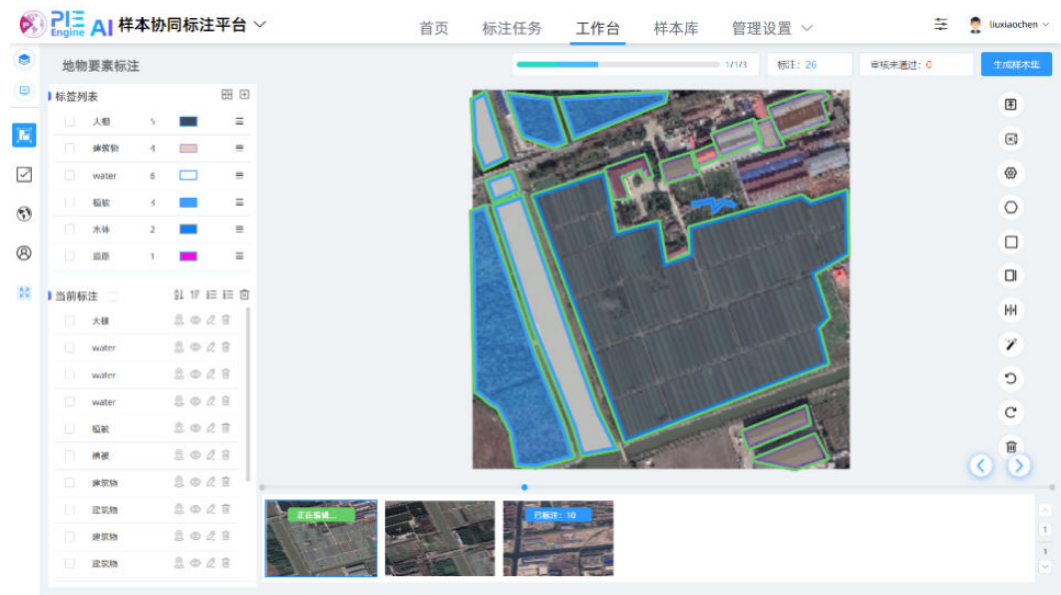 PIE Engine AI 样本协同标注平台 首页 标注任务 工作台 样本库 管理设置 liuxiaochen
地物要素标注 1/1/3 标注: 26 审核未通过: 0 生成样本集
标签列表
大棚 5
建筑物 4
water 6
植被 3
水体 2
道路 1
当前标注
大棚
water
water
water
植被
植被
建筑物
建筑物
建筑物
建筑物
正在编辑... 已标注: 10
1
1